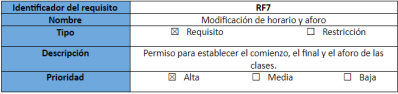 Identificador del requisito RF7
Nombre Modificación de horario y aforo
Tipo ☒ Requisito ☐ Restricción
Descripción Permiso para establecer el comienzo, el final y el aforo de las
clases.
Prioridad ☒ Alta ☐ Media ☐ Baja